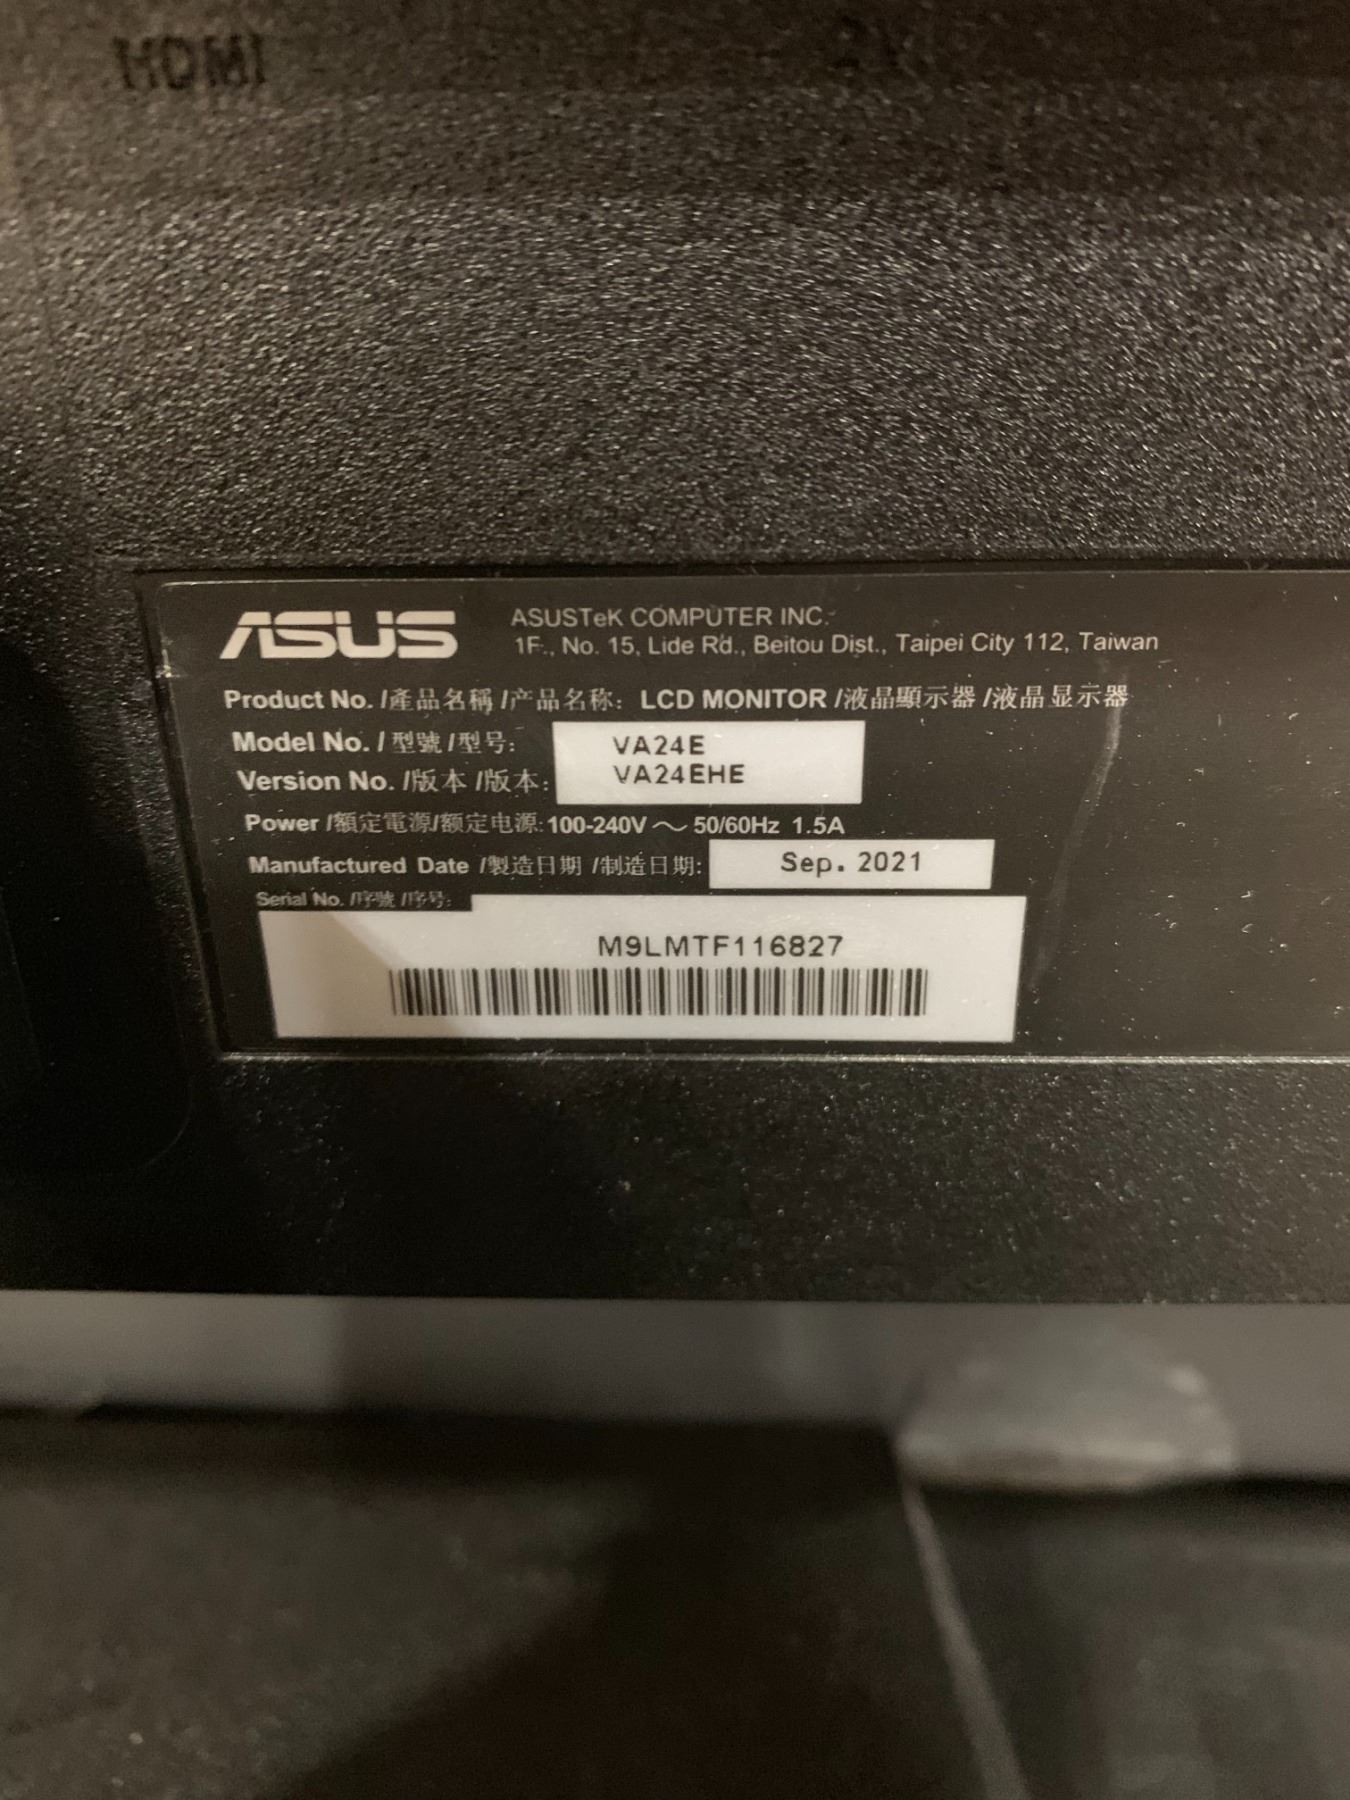 HDMI
ASUS
ASUSTeK COMPUTER INC.
1F., No. 15, Lide Rd., Beitou Dist., Taipei City 112, Taiwan
Product No. /產品名稱 /产品名称: LCD MONITOR /液晶顯示器 /液晶显示器
Model No. / 型號 /型号: VA24E
Version No. /版本 /版本: VA24EHE
Power /額定電源/额定电源: 100-240V ～ 50/60Hz 1.5A
Manufactured Date /製造日期 /制造日期: Sep. 2021
Serial No. /序號 /序号:
M9LMTF116827